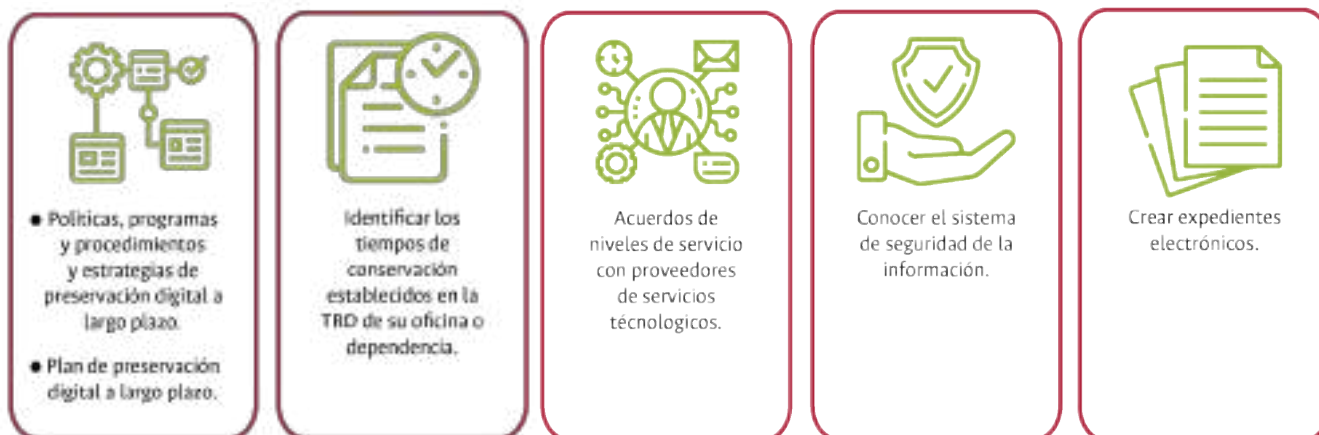 ● Políticas, programas
y procedimientos
y estrategias de
preservación digital a
largo plazo.
● Plan de preservación
digital a largo plazo.
Identificar los
tiempos de
conservación
establecidos en la
TRD de su oficina o
dependencia.
Acuerdos de
niveles de servicio
con proveedores
de servicios
técnologicos.
Conocer el sistema
de seguridad de la
información.
Crear expedientes
electrónicos.